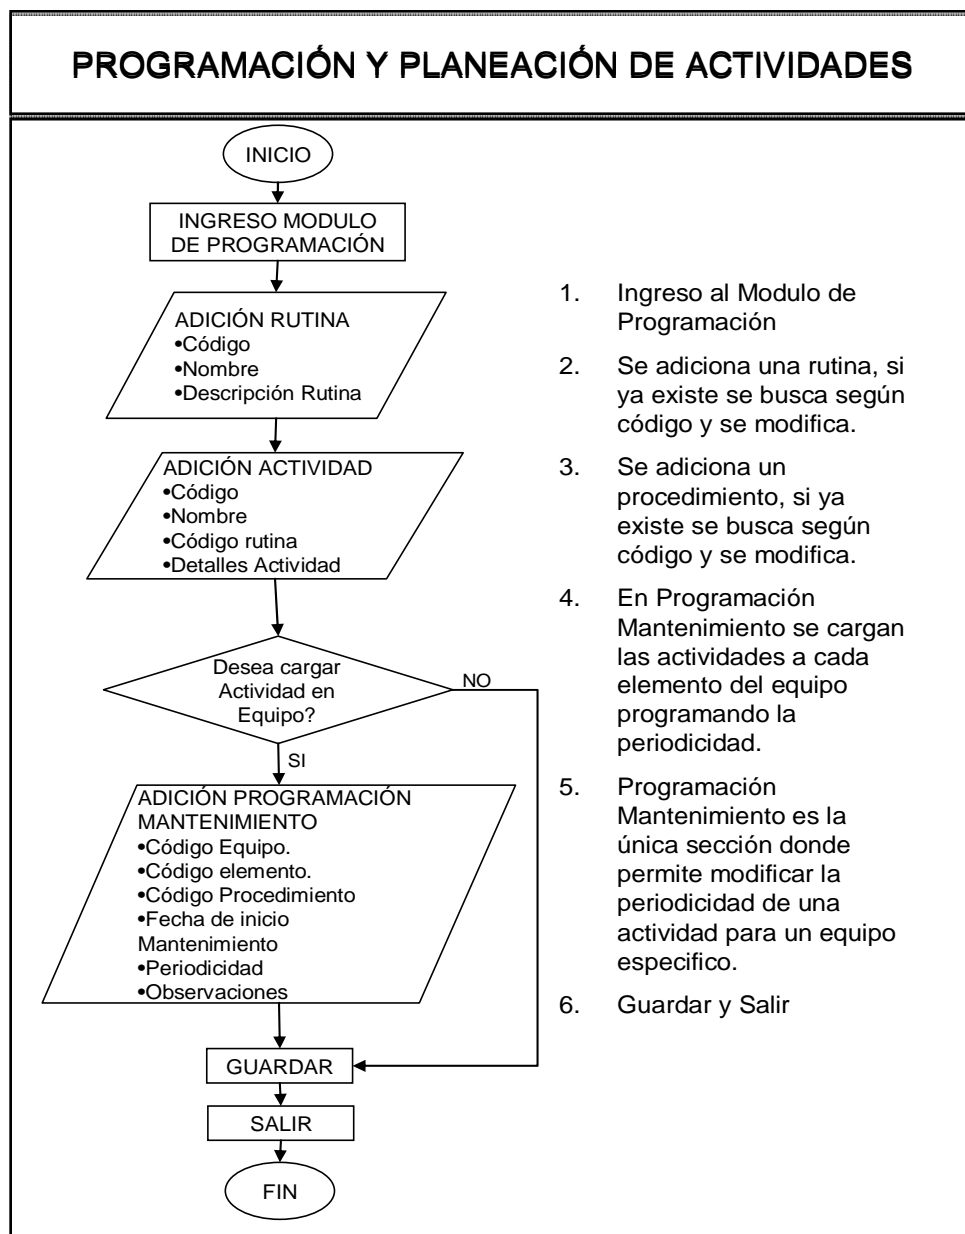 PROGRAMACIÓN Y PLANEACIÓN DE ACTIVIDADES
INICIO
INGRESO MODULO
DE PROGRAMACIÓN
ADICIÓN RUTINA
•Código
•Nombre
•Descripción Rutina
ADICIÓN ACTIVIDAD
•Código
•Nombre
•Código rutina
•Detalles Actividad
Desea cargar
Actividad en
Equipo?
NO
SI
ADICIÓN PROGRAMACIÓN
MANTENIMIENTO
•Código Equipo.
•Código elemento.
•Código Procedimiento
•Fecha de inicio
Mantenimiento
•Periodicidad
•Observaciones
GUARDAR
SALIR
FIN
1. Ingreso al Modulo de
Programación
2. Se adiciona una rutina, si
ya existe se busca según
código y se modifica.
3. Se adiciona un
procedimiento, si ya
existe se busca según
código y se modifica.
4. En Programación
Mantenimiento se cargan
las actividades a cada
elemento del equipo
programando la
periodicidad.
5. Programación
Mantenimiento es la
única sección donde
permite modificar la
periodicidad de una
actividad para un equipo
especifico.
6. Guardar y Salir